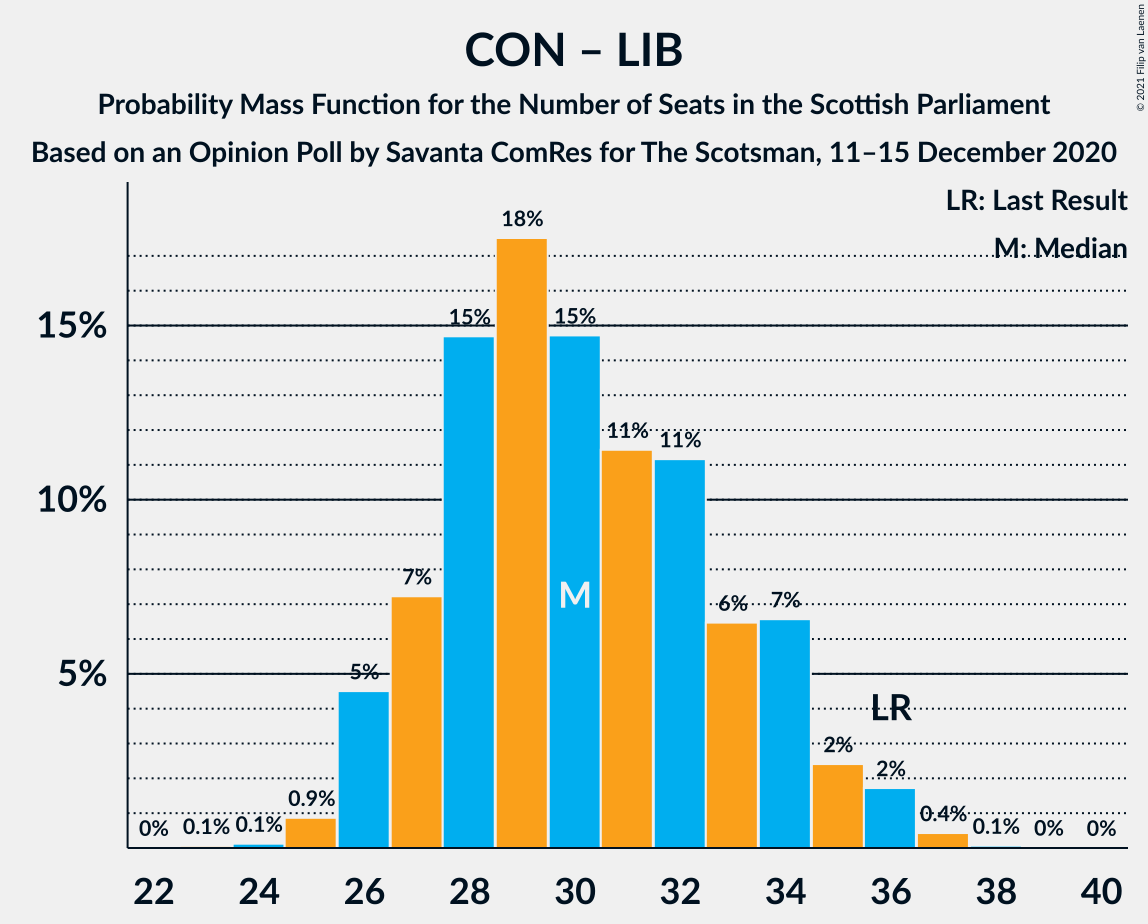 CON – LIB
Probability Mass Function for the Number of Seats in the Scottish Parliament
Based on an Opinion Poll by Savanta ComRes for The Scotsman, 11–15 December 2020
© 2021 Filip van Laenen
LR: Last Result
M: Median
18%
15% 15%
15%
11% 11%
10%
7%
M
6% 7%
5%
5%
LR
2%
2%
0.9%
0.4%
0% 0.1% 0.1% 0.1% 0% 0%
22 24 26 28 30 32 34 36 38 40